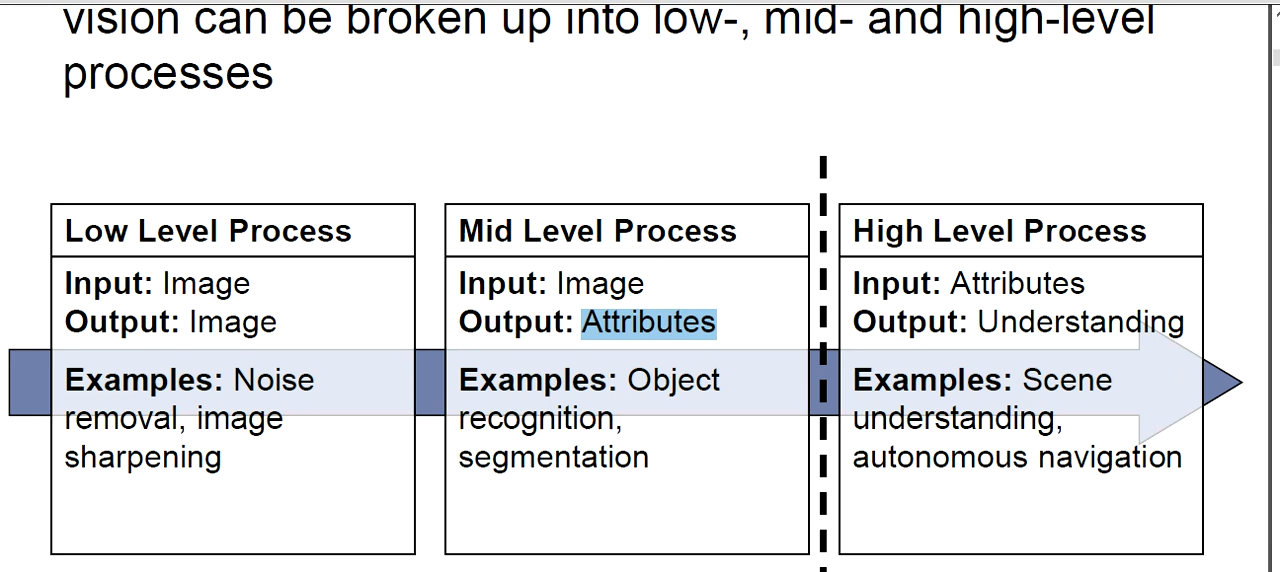 vision can be broken up into low-, mid- and high-level
processes
Low Level Process
Input: Image
Output: Image
Examples: Noise
removal, image
sharpening
Mid Level Process
Input: Image
Output: Attributes
Examples: Object
recognition,
segmentation
High Level Process
Input: Attributes
Output: Understanding
Examples: Scene
understanding,
autonomous navigation